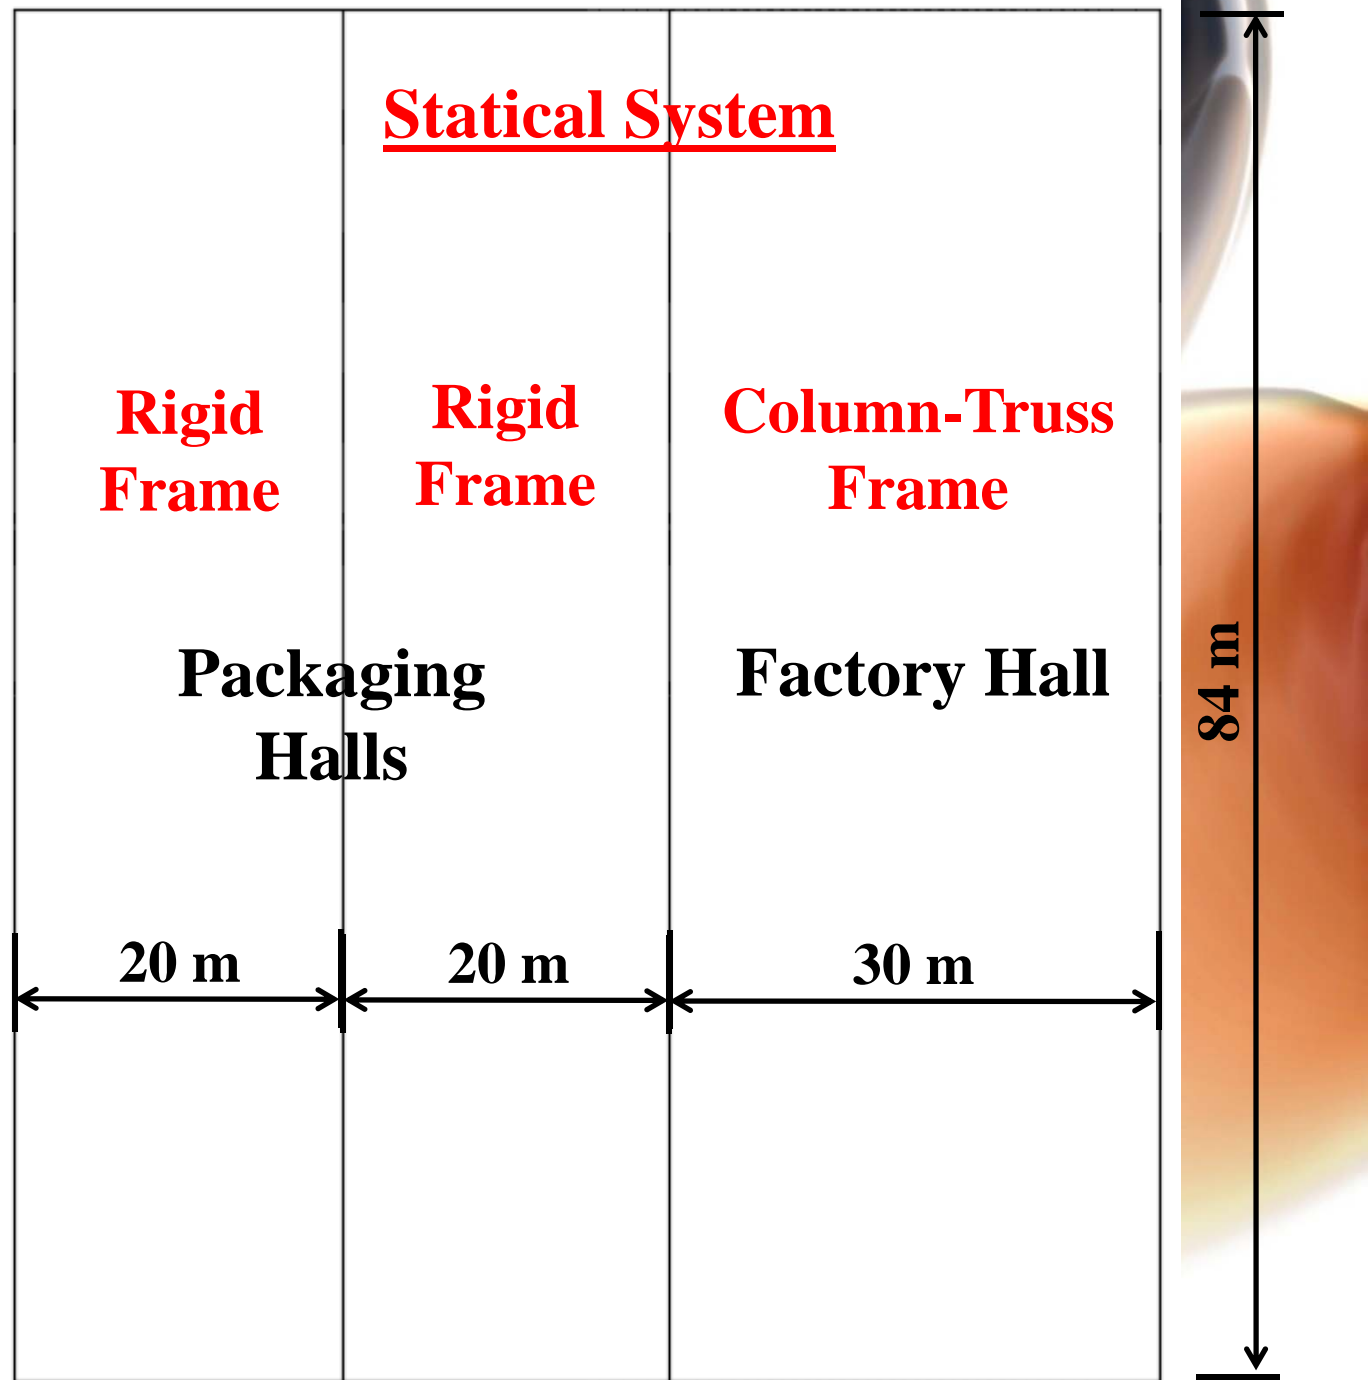 Statical System
Rigid
Frame
Rigid
Frame
Column-Truss
Frame
Packaging
Halls
Factory Hall
84 m
20 m
20 m
30 m